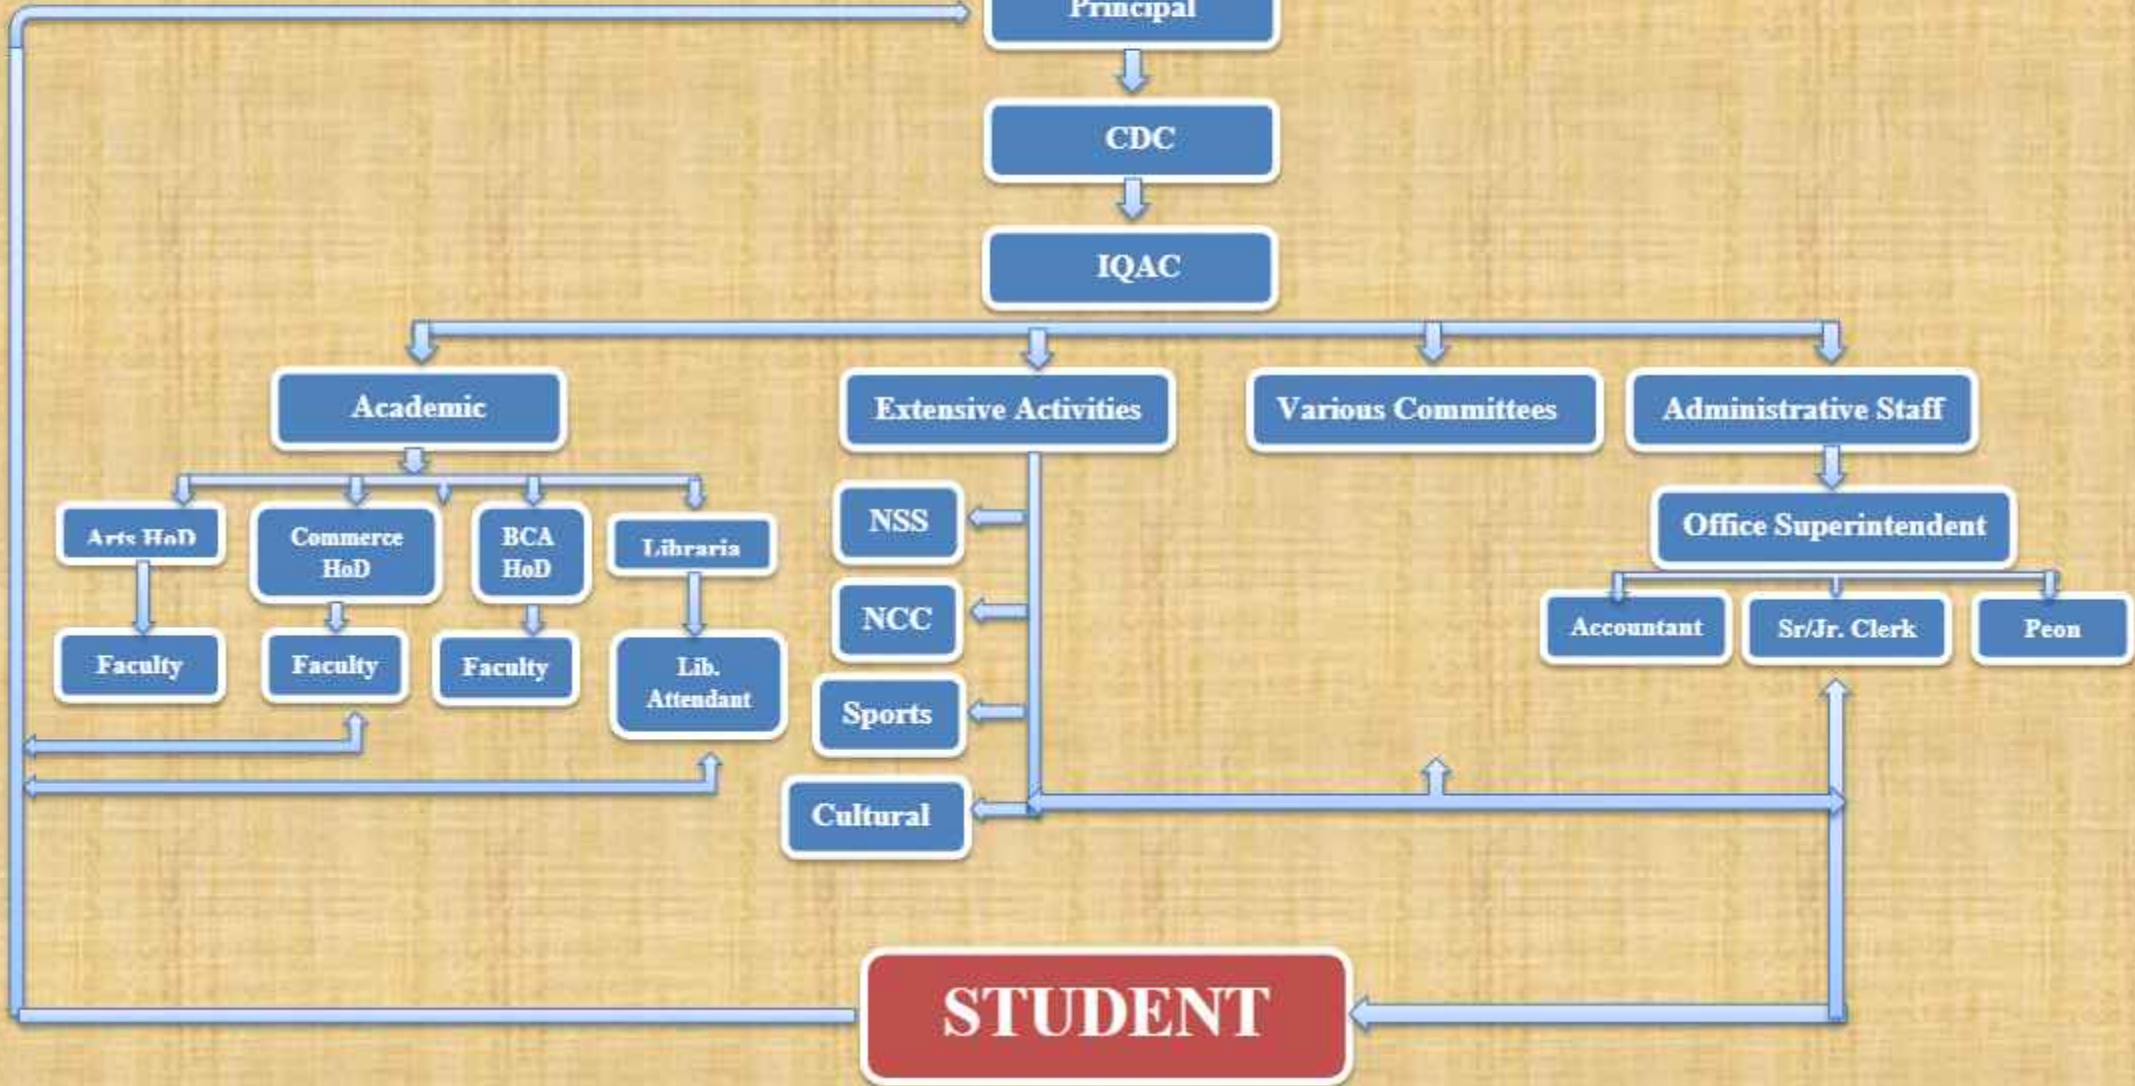 Principal
CDC
IQAC
Academic
Extensive Activities
Various Committees
Administrative Staff
Arts HoD
Commerce
HoD
BCA
HoD
Libraria
NSS
Office Superintendent
Faculty
Faculty
Faculty
Lib.
Attendant
NCC
Accountant
Sr/Jr. Clerk
Peon
Sports
Cultural
STUDENT